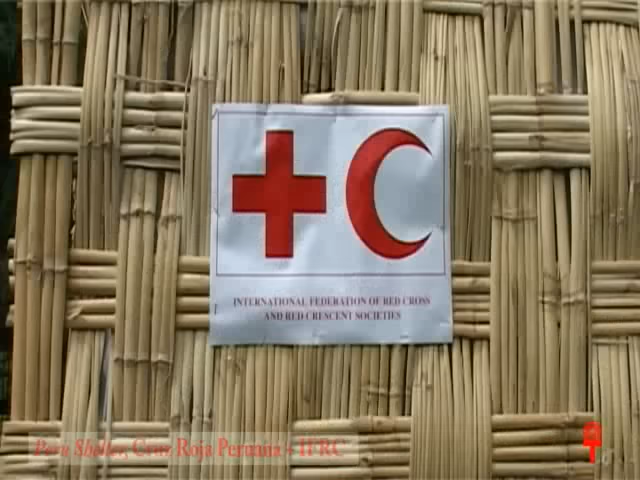 INTERNATIONAL FEDERATION OF RED CROSS
AND RED CRESCENT SOCIETIES
Peru Shelter, Cruz Roja Peruana + IFRC